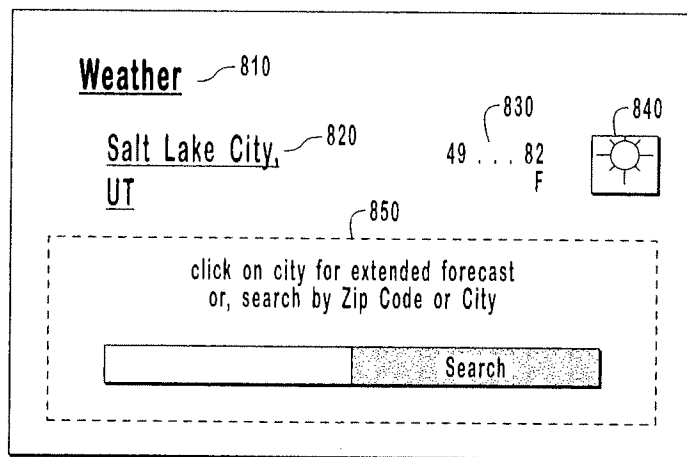 Weather 810
Salt Lake City, 820 49 . . . 82 830 840
UT F
850
click on city for extended forecast
or, search by Zip Code or City
Search